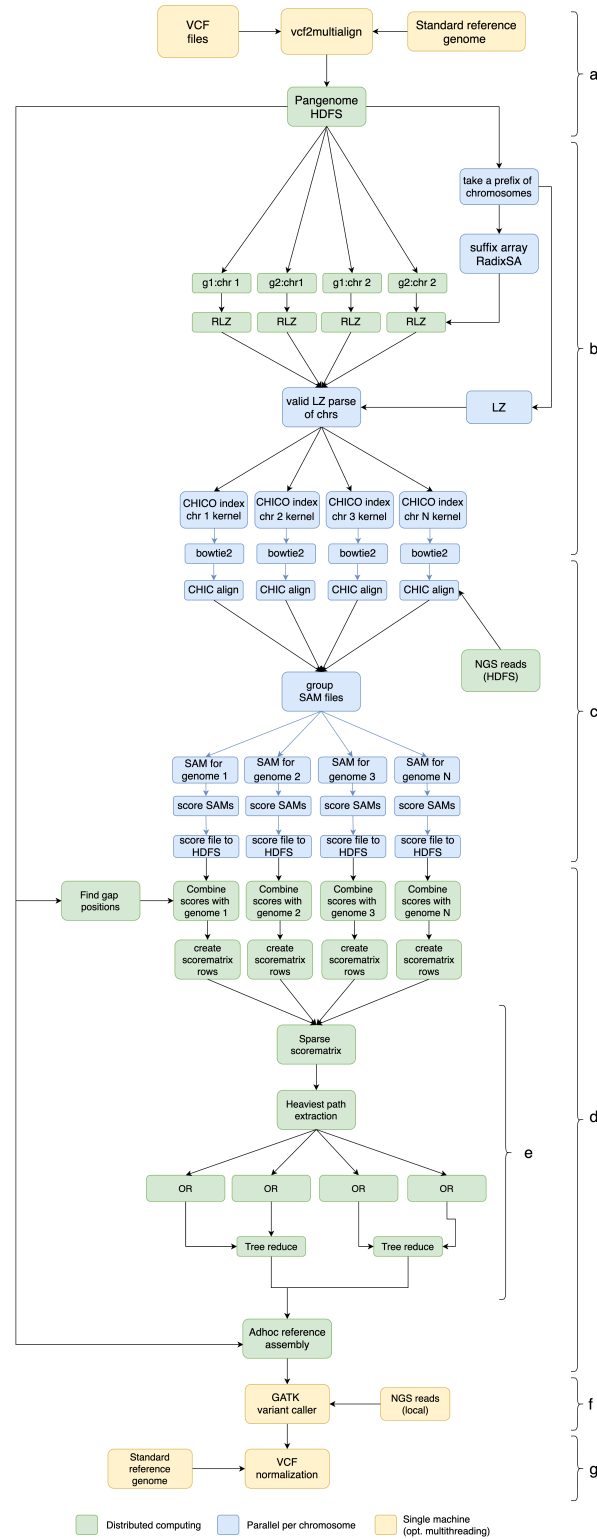 VCF
files
vcf2multialign
Standard reference
genome
a
Pangenome
HDFS
take a prefix of
chromosomes
suffix array
RadixSA
g1:chr 1
g2:chr1
g1:chr 2
g2:chr 2
RLZ
RLZ
RLZ
RLZ
b
valid LZ parse
of chrs
LZ
CHICO index
chr 1 kernel
CHICO index
chr 2 kernel
CHICO index
chr 3 kernel
CHICO index
chr N kernel
bowtie2
bowtie2
bowtie2
bowtie2
CHIC align
CHIC align
CHIC align
CHIC align
NGS reads
(HDFS)
group
SAM files
c
SAM for
genome 1
SAM for
genome 2
SAM for
genome 3
SAM for
genome N
score SAMs
score SAMs
score SAMs
score SAMs
score file to
HDFS
score file to
HDFS
score file to
HDFS
score file to
HDFS
Find gap
positions
Combine
scores with
genome 1
Combine
scores with
genome 2
Combine
scores with
genome 3
Combine
scores with
genome N
create
scorematrix
rows
create
scorematrix
rows
create
scorematrix
rows
create
scorematrix
rows
Sparse
scorematrix
Heaviest path
extraction
d
e
OR
OR
OR
OR
Tree reduce
Tree reduce
Adhoc reference
assembly
GATK
variant caller
NGS reads
(local)
f
Standard
reference
genome
VCF
normalization
g
Distributed computing
Parallel per chromosome
Single machine
(opt. multithreading)